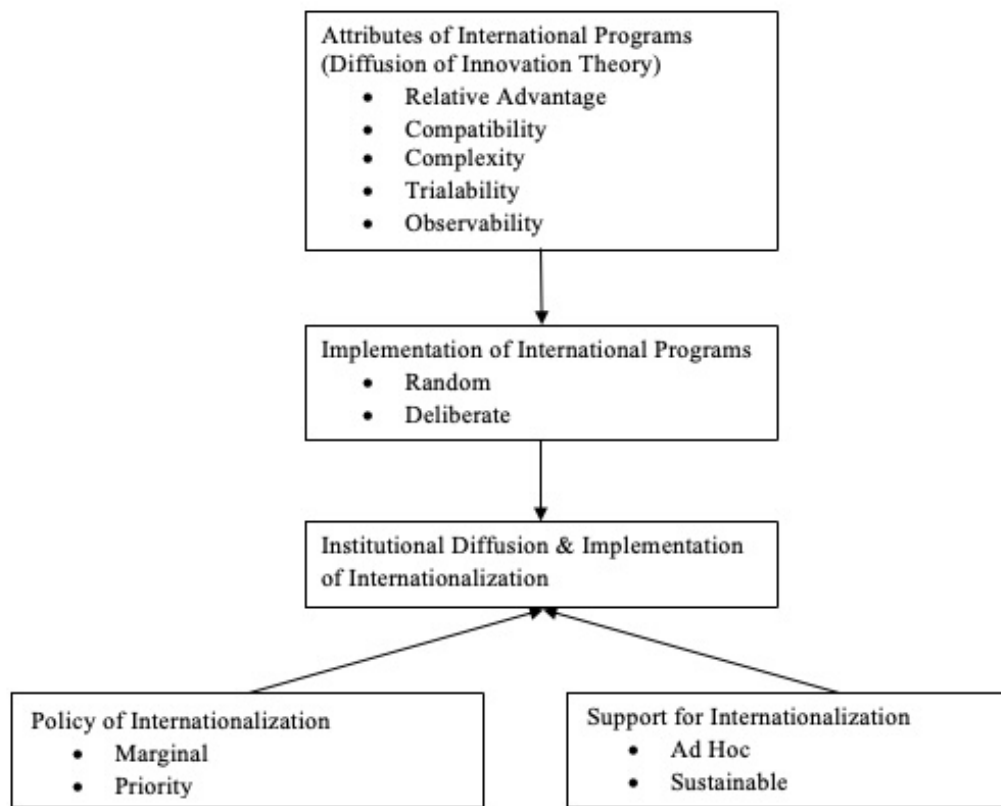 Attributes of International Programs
(Diffusion of Innovation Theory)
• Relative Advantage
• Compatibility
• Complexity
• Trialability
• Observability
Implementation of International Programs
• Random
• Deliberate
Institutional Diffusion & Implementation
of Internationalization
Policy of Internationalization
• Marginal
• Priority
Support for Internationalization
• Ad Hoc
• Sustainable